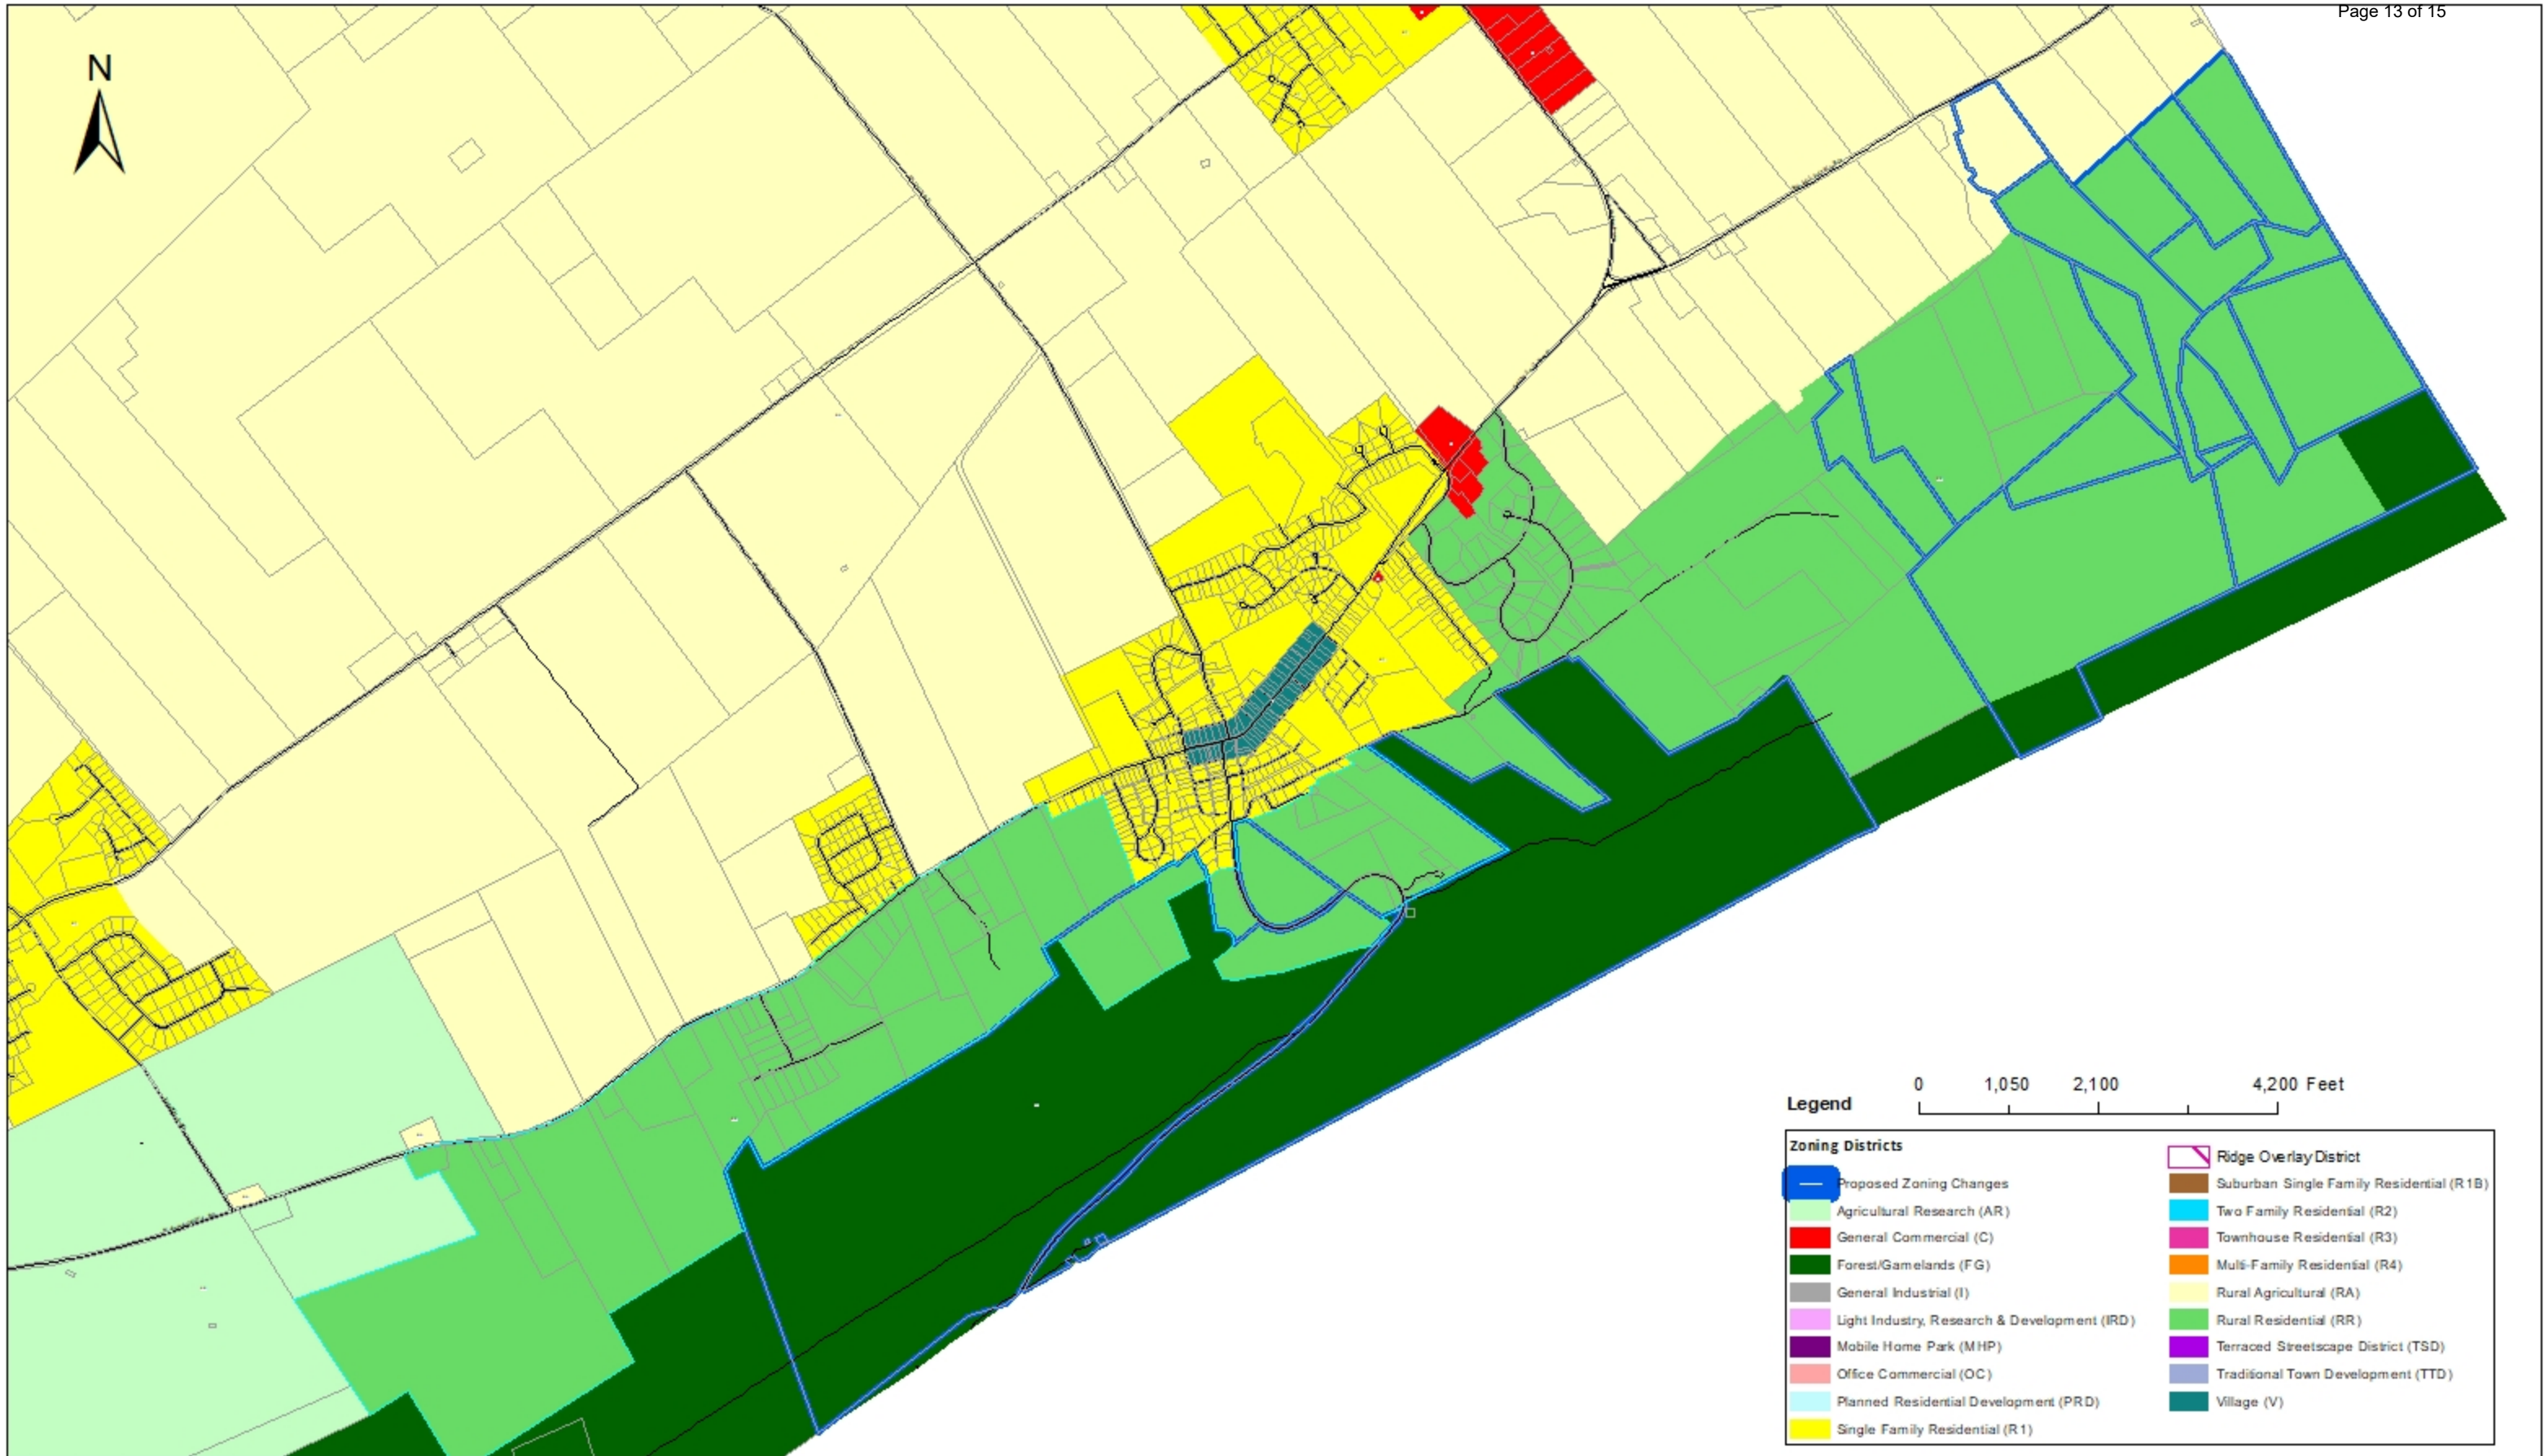 Page 13 of 15
N
0 1,050 2,100 4,200 Feet
Legend
Zoning Districts
Proposed Zoning Changes
Agricultural Research (AR)
General Commercial (C)
Forest/Gamelands (FG)
General Industrial (I)
Light Industry, Research & Development (IRD)
Mobile Home Park (MHP)
Office Commercial (OC)
Planned Residential Development (PRD)
Single Family Residential (R1)
Ridge Overlay District
Suburban Single Family Residential (R1B)
Two Family Residential (R2)
Townhouse Residential (R3)
Multi-Family Residential (R4)
Rural Agricultural (RA)
Rural Residential (RR)
Terraced Streetscape District (TSD)
Traditional Town Development (TTD)
Village (V)